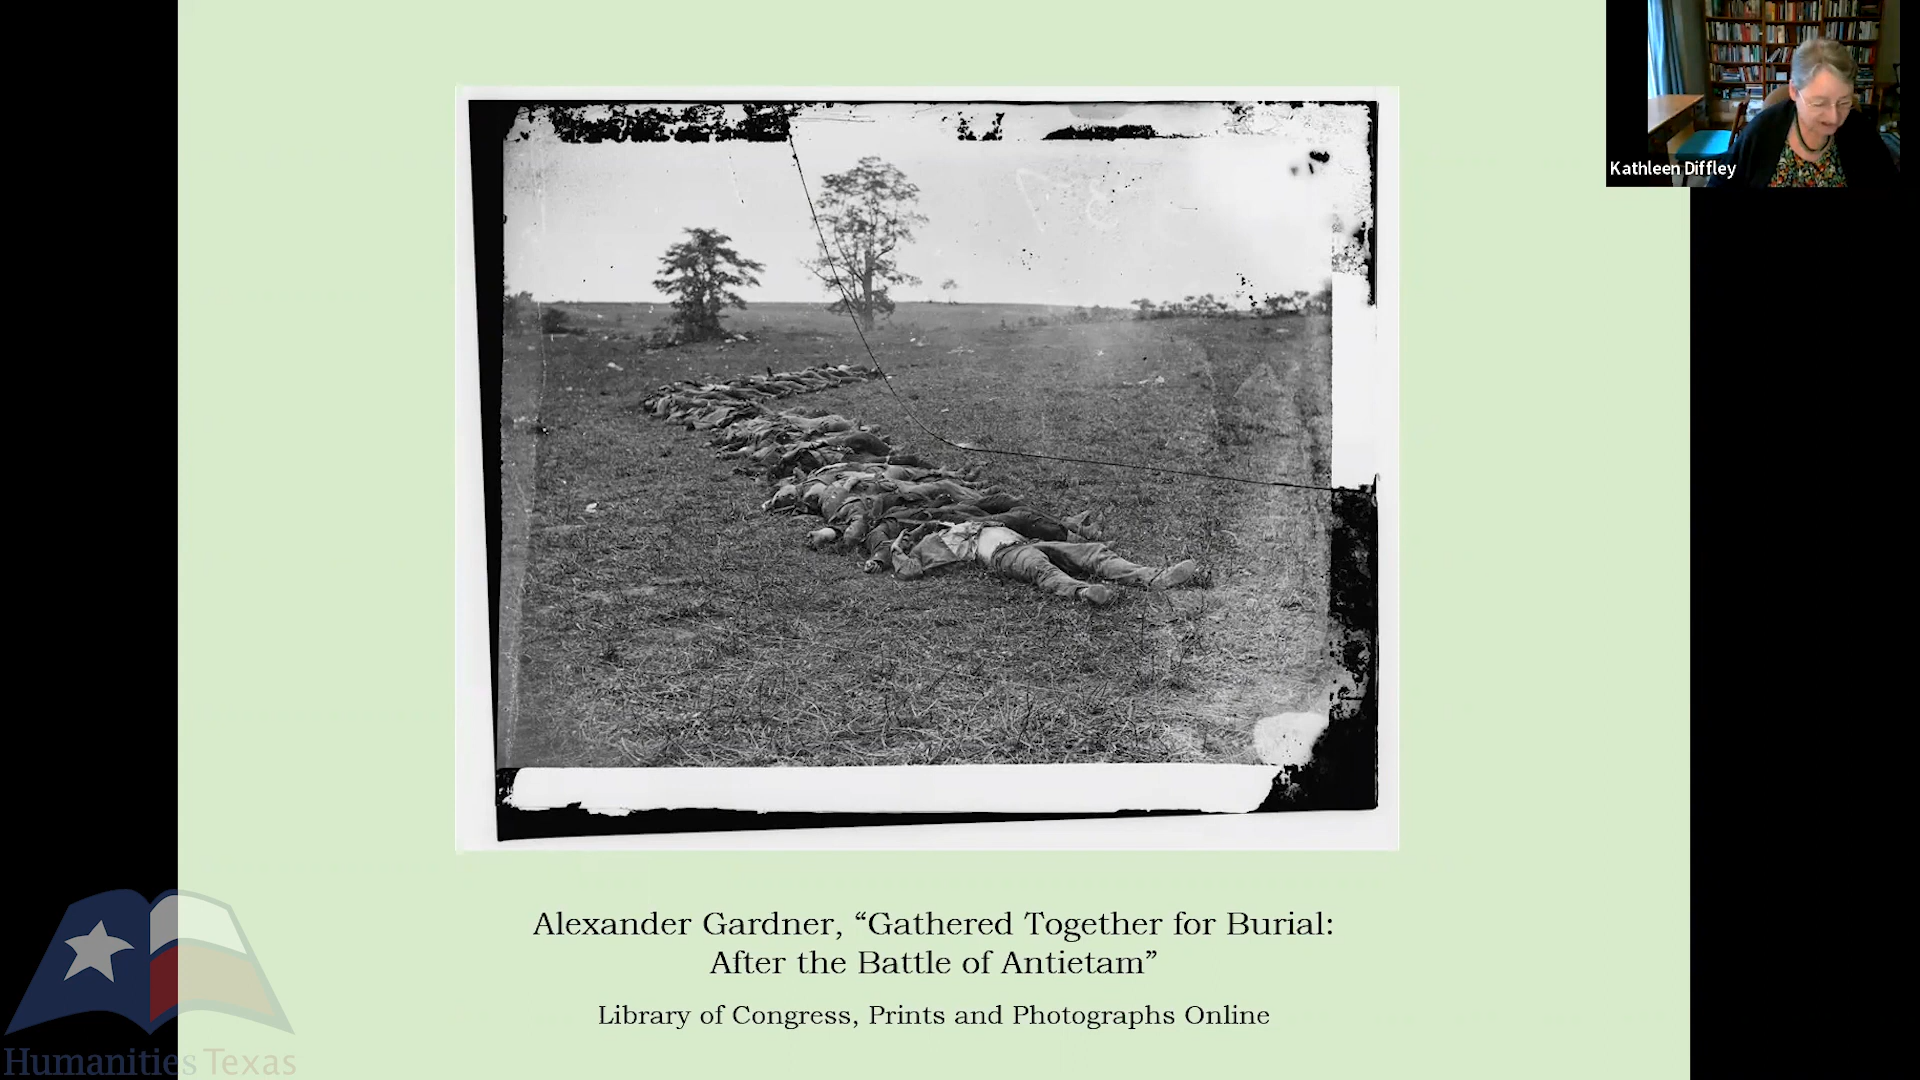 Kathleen Diffley
Alexander Gardner, “Gathered Together for Burial:
After the Battle of Antietam”
Library of Congress, Prints and Photographs Online
Humanities Texas